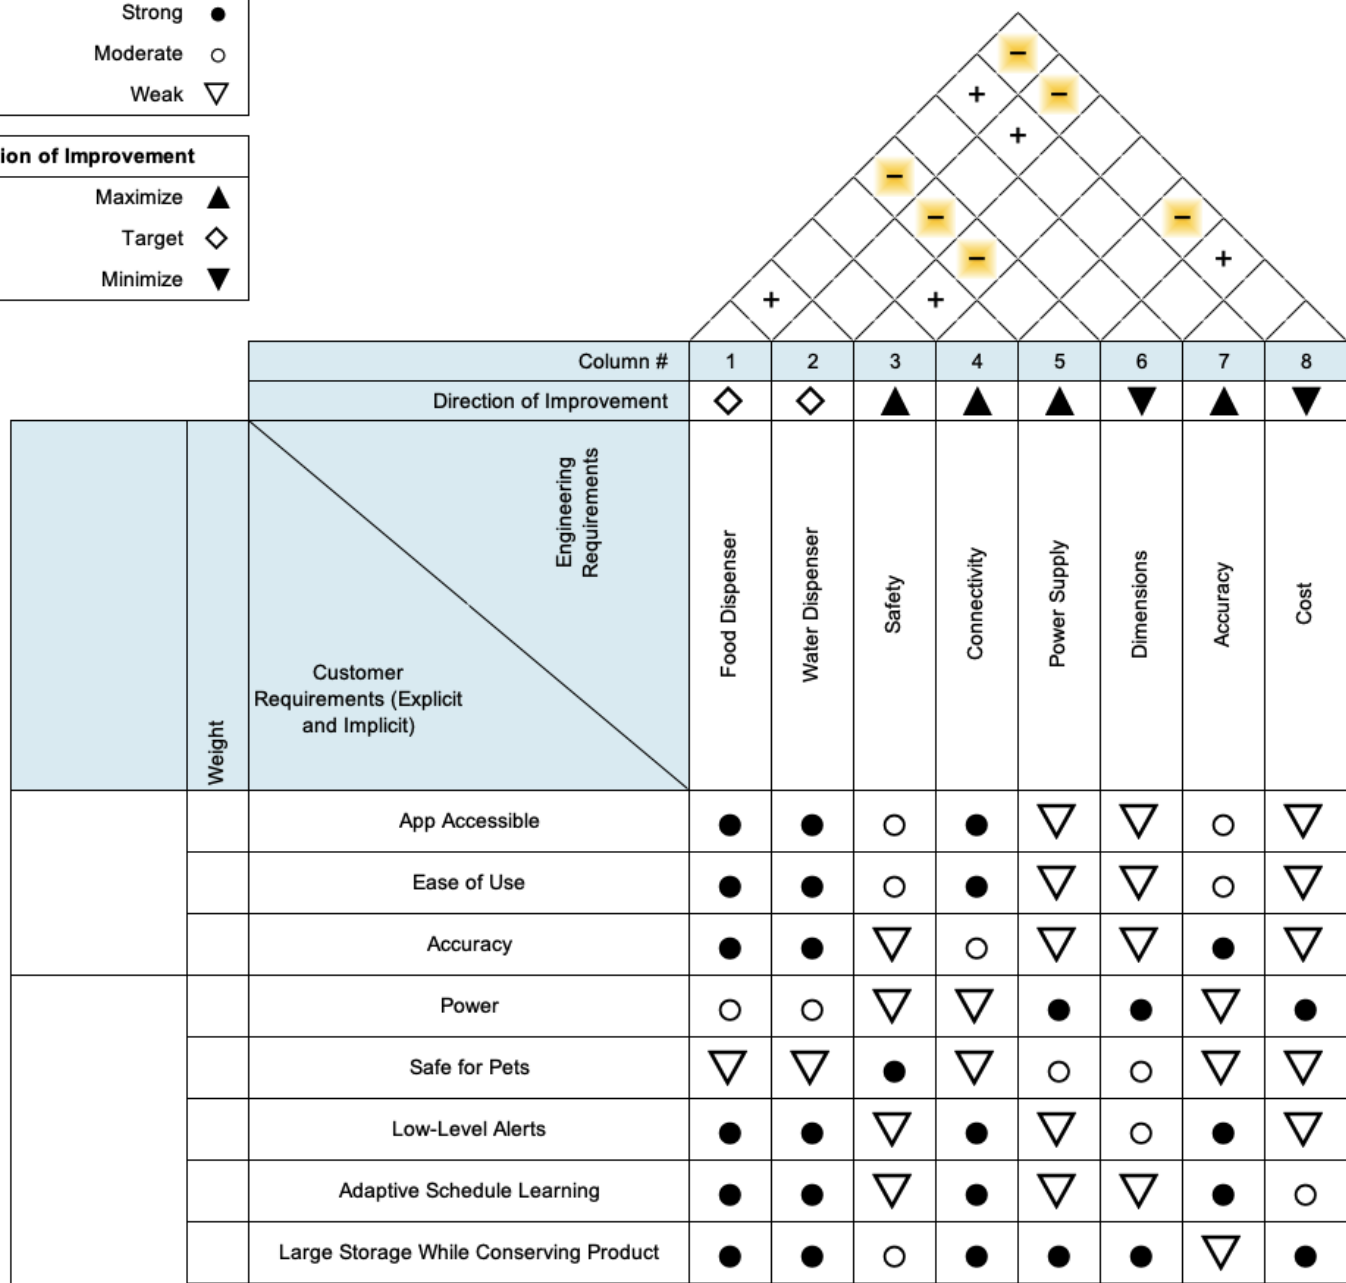 Strong ●
Moderate ○
Weak ▽
ion of Improvement
Maximize ▲
Target ◇
Minimize ▼
−
+ −
+
−
− −
− +
+ +
Column # 1 2 3 4 5 6 7 8
Direction of Improvement ◇ ◇ ▲ ▲ ▲ ▼ ▲ ▼
Engineering
Requirements
Customer
Requirements (Explicit
and Implicit)
Weight
Food Dispenser
Water Dispenser
Safety
Connectivity
Power Supply
Dimensions
Accuracy
Cost
App Accessible ● ● ○ ● ▽ ▽ ○ ▽
Ease of Use ● ● ○ ● ▽ ▽ ○ ▽
Accuracy ● ● ▽ ○ ▽ ▽ ● ▽
Power ○ ○ ▽ ▽ ● ● ▽ ●
Safe for Pets ▽ ▽ ● ▽ ○ ○ ▽ ▽
Low-Level Alerts ● ● ▽ ● ▽ ○ ● ▽
Adaptive Schedule Learning ● ● ▽ ● ▽ ▽ ● ○
Large Storage While Conserving Product ● ● ○ ● ● ● ▽ ●